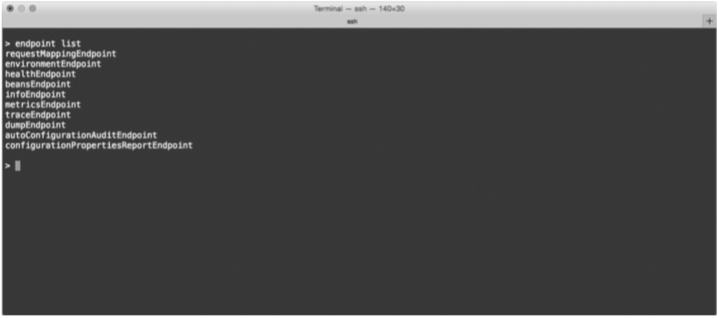 Terminal — ssh — 140×30
ssh
+
> endpoint list
requestMappingEndpoint
environmentEndpoint
healthEndpoint
beansEndpoint
infoEndpoint
metricsEndpoint
traceEndpoint
dumpEndpoint
autoConfigurationAuditEndpoint
configurationPropertiesReportEndpoint
>